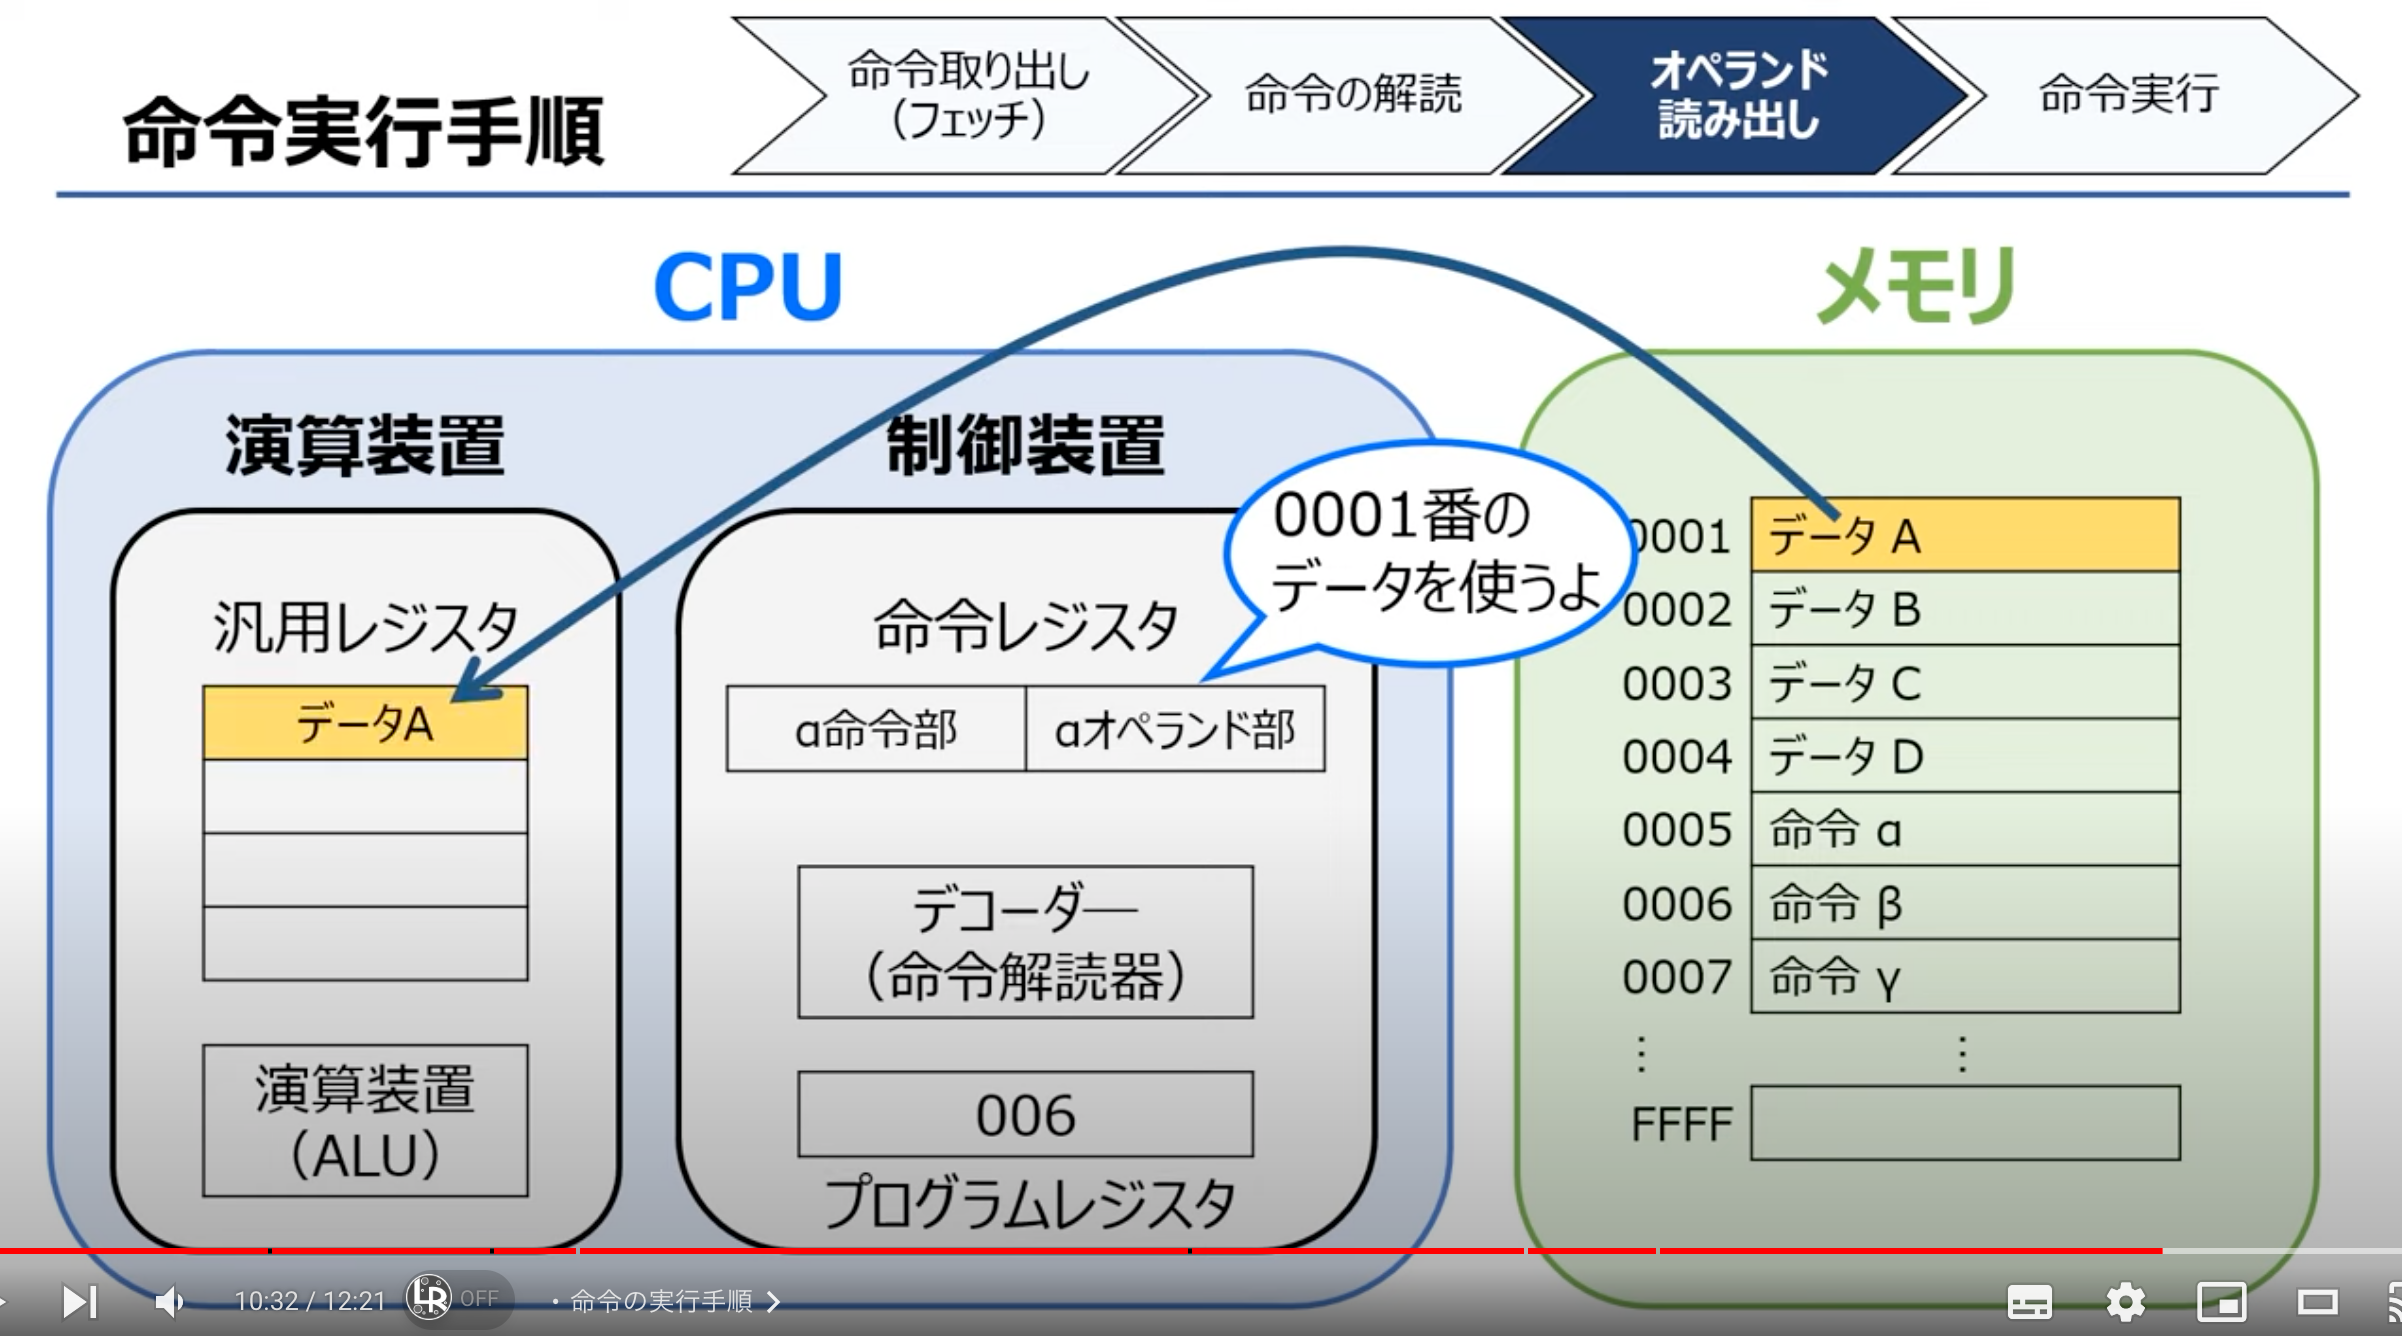 命令実行手順
命令取り出し
（フェッチ）
命令の解読
オペランド
読み出し
命令実行
CPU
メモリ
演算装置
制御装置
汎用レジスタ
データA
演算装置
（ALU）
命令レジスタ
α命令部
αオペランド部
0001番の
データを使うよ
デコーダ―
（命令解読器）
006
プログラムレジスタ
0001 データ A
0002 データ B
0003 データ C
0004 データ D
0005 命令 α
0006 命令 β
0007 命令 γ
⋮ ⋮
FFFF
10:32 / 12:21 LR OFF ・命令の実行手順